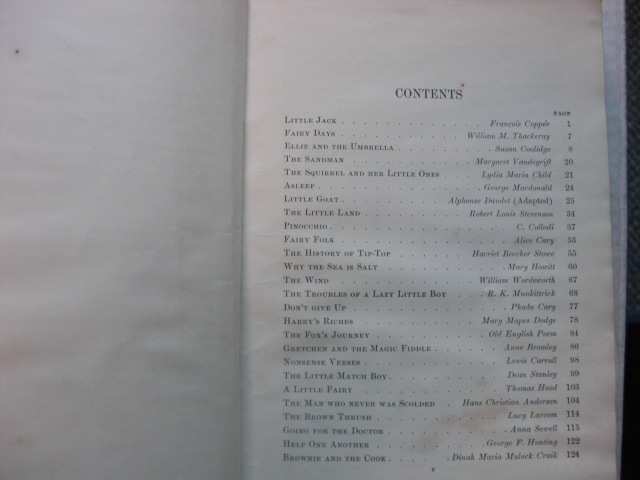 CONTENTS
PAGE
LITTLE JACK . . . . . . . . . . . . . François Coppée 1
FAIRY DAYS . . . . . . . . . . . William M. Thackeray 7
ELLIE AND THE UMBRELLA . . . . . . . . Susan Coolidge 8
THE SANDMAN . . . . . . . . . . Margaret Vandegrift 20
THE SQUIRREL AND HER LITTLE ONES . . . . Lydia Maria Child 21
ASLEEP . . . . . . . . . . . . . . George Macdonald 24
LITTLE GOAT . . . . . . . . Alphonse Daudet (Adapted) 25
THE LITTLE LAND . . . . . . . . . Robert Louis Stevenson 34
PINOCCHIO . . . . . . . . . . . . . . C. Collodi 37
FAIRY FOLK . . . . . . . . . . . . . Alice Cary 53
THE HISTORY OF TIP-TOP . . . . . . Harriet Beecher Stowe 55
WHY THE SEA IS SALT . . . . . . . . . Mary Howitt 60
THE WIND . . . . . . . . . . . William Wordsworth 67
THE TROUBLES OF A LAZY LITTLE BOY . . . R. K. Munkittrick 68
DON'T GIVE UP . . . . . . . . . . . . Phœbe Cary 77
HARRY'S RICHES . . . . . . . . . . Mary Mapes Dodge 78
THE FOX'S JOURNEY . . . . . . . . . Old English Poem 84
GRETCHEN AND THE MAGIC FIDDLE . . . . . . Anne Bromley 86
NONSENSE VERSES . . . . . . . . . . . Lewis Carroll 98
THE LITTLE MATCH BOY . . . . . . . . . Dean Stanley 99
A LITTLE FAIRY . . . . . . . . . . . Thomas Hood 103
THE MAN WHO NEVER WAS SCOLDED . Hans Christian Andersen 104
THE BROWN THRUSH . . . . . . . . . . Lucy Larcom 114
GOING FOR THE DOCTOR . . . . . . . . . Anna Sewell 115
HELP ONE ANOTHER . . . . . . . . . George F. Hunting 122
BROWNIE AND THE COOK . . . . . Dinah Maria Mulock Craik 124
v